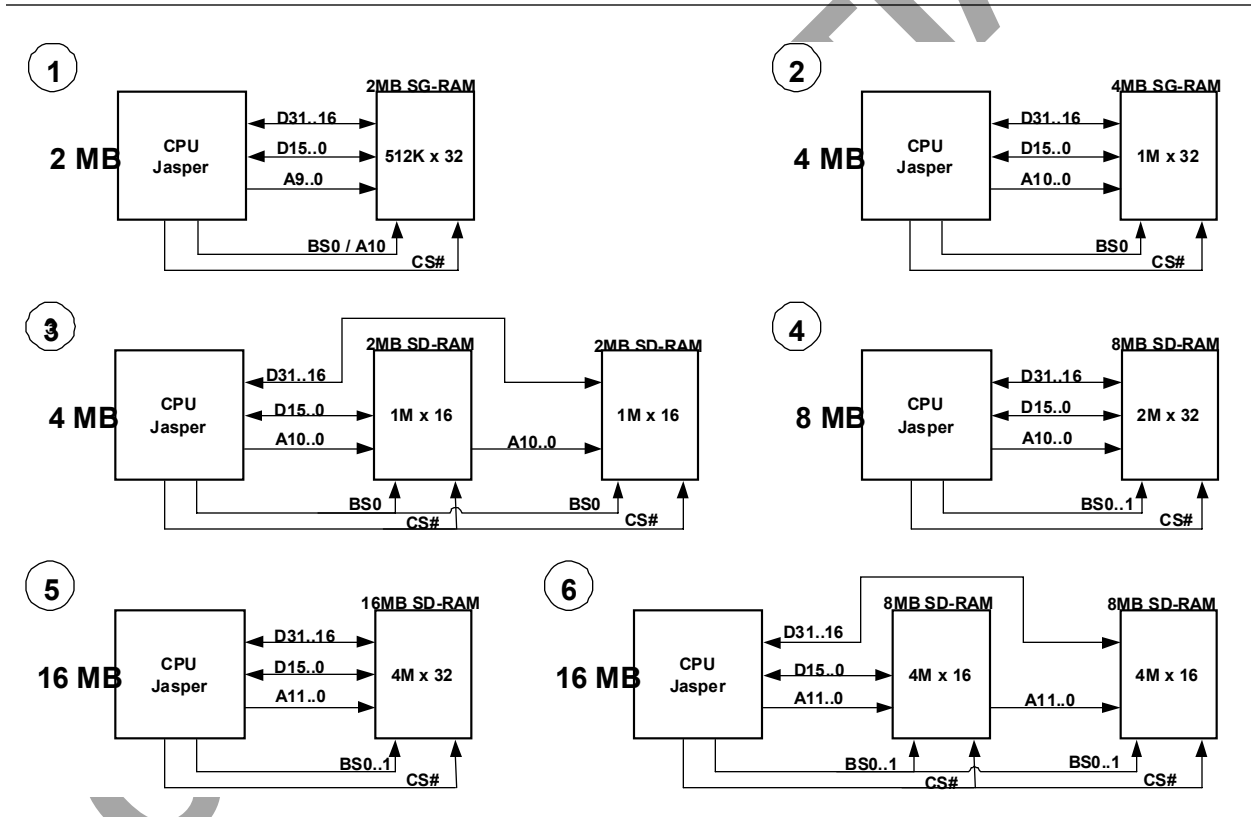 1
2MB SG-RAM
2 MB
CPU
Jasper
D31..16
D15..0
A9..0
512K x 32
BS0 / A10
CS#
2
4MB SG-RAM
4 MB
CPU
Jasper
D31..16
D15..0
A10..0
1M x 32
BS0
CS#
3
2MB SD-RAM
2MB SD-RAM
4 MB
CPU
Jasper
D31..16
D15..0
A10..0
1M x 16
A10..0
1M x 16
BS0
BS0
CS#
CS#
4
8MB SD-RAM
8 MB
CPU
Jasper
D31..16
D15..0
A10..0
2M x 32
BS0..1
CS#
5
16MB SD-RAM
16 MB
CPU
Jasper
D31..16
D15..0
A11..0
4M x 32
BS0..1
CS#
6
8MB SD-RAM
8MB SD-RAM
16 MB
CPU
Jasper
D31..16
D15..0
A11..0
4M x 16
A11..0
4M x 16
BS0..1
BS0..1
CS#
CS#